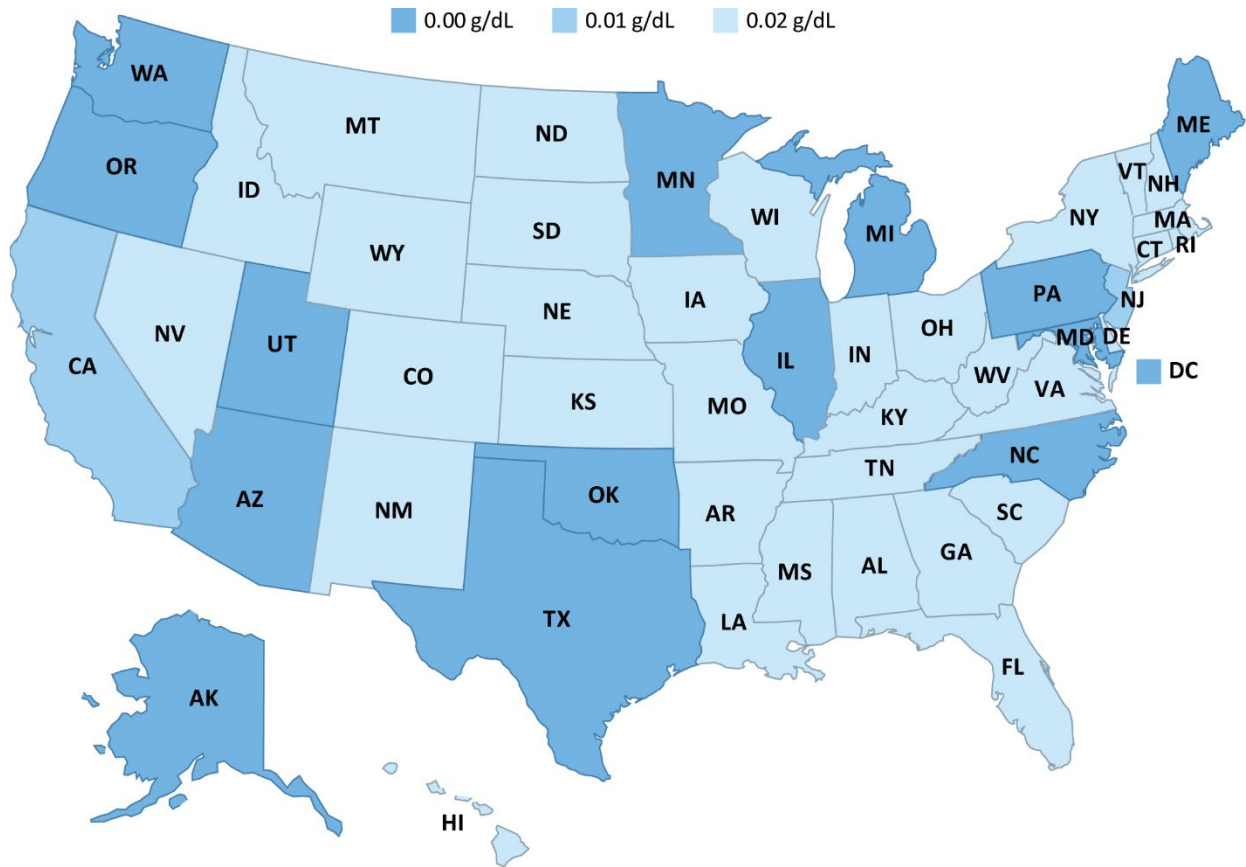 0.00 g/dL 0.01 g/dL 0.02 g/dL
WA
ME
MT
ND
VT
OR
MN
NH
ID
WI
NY
MA
SD
MI
CT RI
WY
PA
IA
NJ
NE
OH
NV
MD DE
UT
IL
IN
CA
CO
WV
DC
VA
KS
MO
KY
NC
TN
AZ
OK
NM
AR
SC
GA
MS
AL
TX
LA
FL
AK
HI